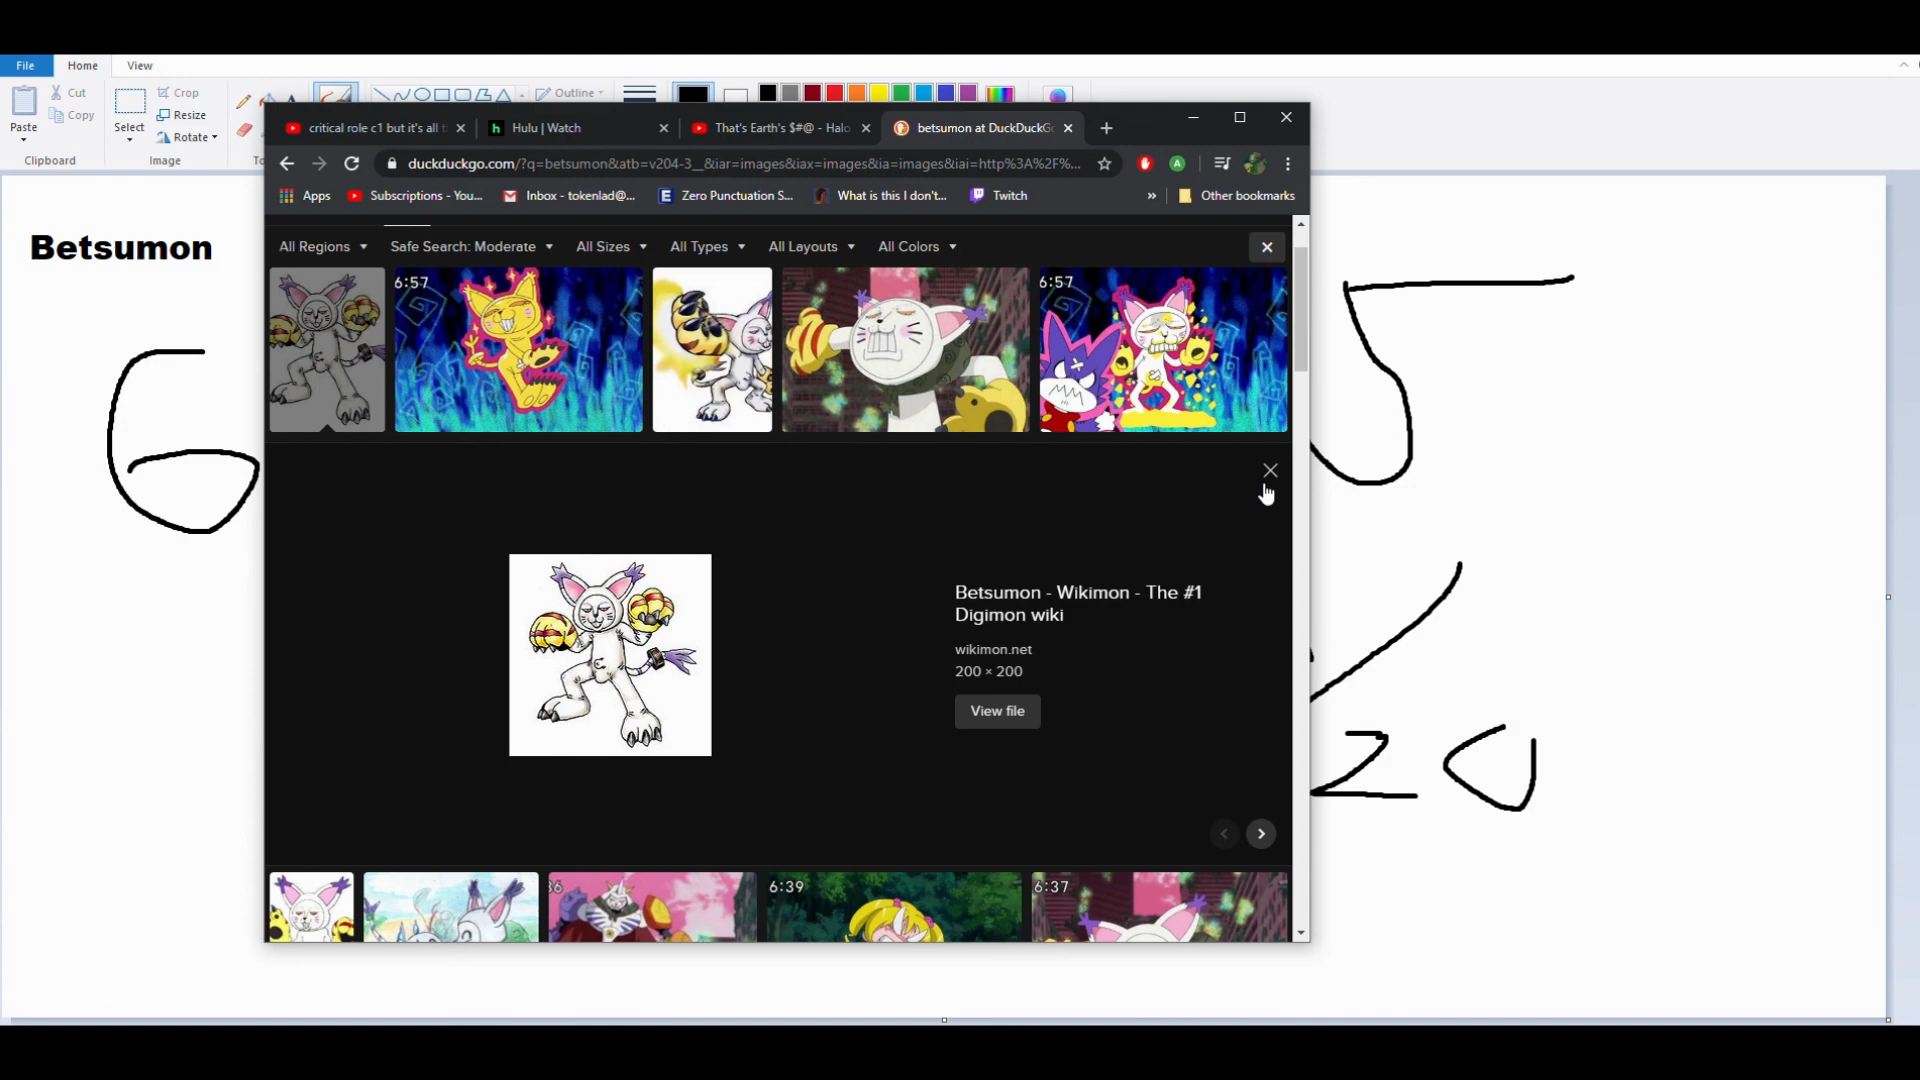 File Home View
Paste Cut Copy Select Crop Resize Rotate Outline
Clipboard Image To
critical role c1 but it's all Hulu | Watch That's Earth's $#@ - Halo betsumon at DuckDuckGo
duckduckgo.com/?q=betsumon&atb=v204-3__&iar=images&iax=images&ia=images&iai=http%3A%2F%...
Apps Subscriptions - You... Inbox - tokenlad@... Zero Punctuation S... What is this I don't... Twitch » Other bookmarks
All Regions Safe Search: Moderate All Sizes All Types All Layouts All Colors
Betsumon
6:57 6:57
6 5
Betsumon - Wikimon - The #1
Digimon wiki
wikimon.net
200 × 200
View file
20
6:39 6:37